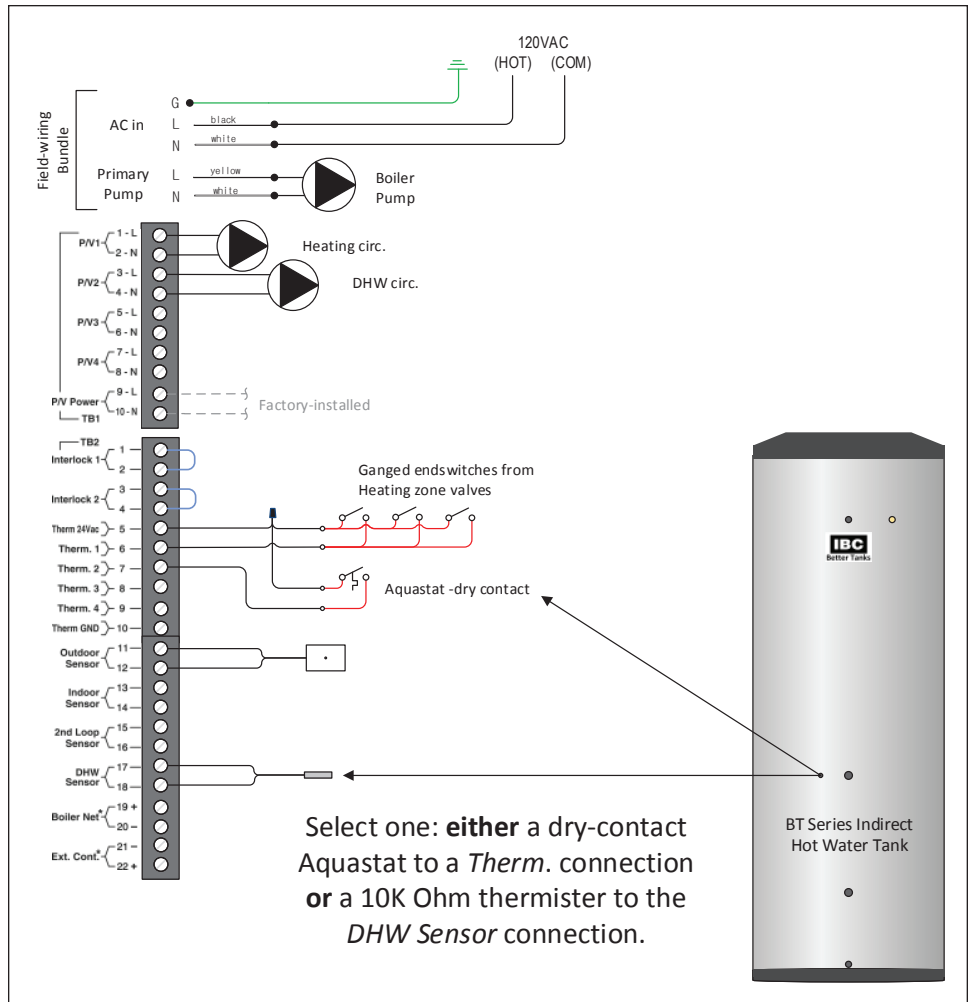 120VAC
(HOT) (COM)
Field-wiring
Bundle
G
AC in
L
black
N
white
Primary
Pump
L
yellow
N
white
Boiler
Pump
P/V1
1 - L
2 - N
Heating circ.
P/V2
3 - L
4 - N
DHW circ.
P/V3
5 - L
6 - N
P/V4
7 - L
8 - N
P/V Power
9 - L
10 - N
Factory-installed
TB1
TB2
Interlock 1
1
2
Interlock 2
3
4
Ganged endswitches from
Heating zone valves
Therm 24Vac
5
Therm. 1
6
Therm. 2
7
Therm. 3
8
Therm. 4
9
Therm GND
10
Aquastat -dry contact
Outdoor
Sensor
11
12
Indoor
Sensor
13
14
2nd Loop
Sensor
15
16
DHW
Sensor
17
18
Boiler Net*
19 +
20 -
Ext. Cont.*
21 -
22 +
Select one: either a dry-contact
Aquastat to a Therm. connection
or a 10K Ohm thermister to the
DHW Sensor connection.
IBC
Better Tanks
BT Series Indirect
Hot Water Tank